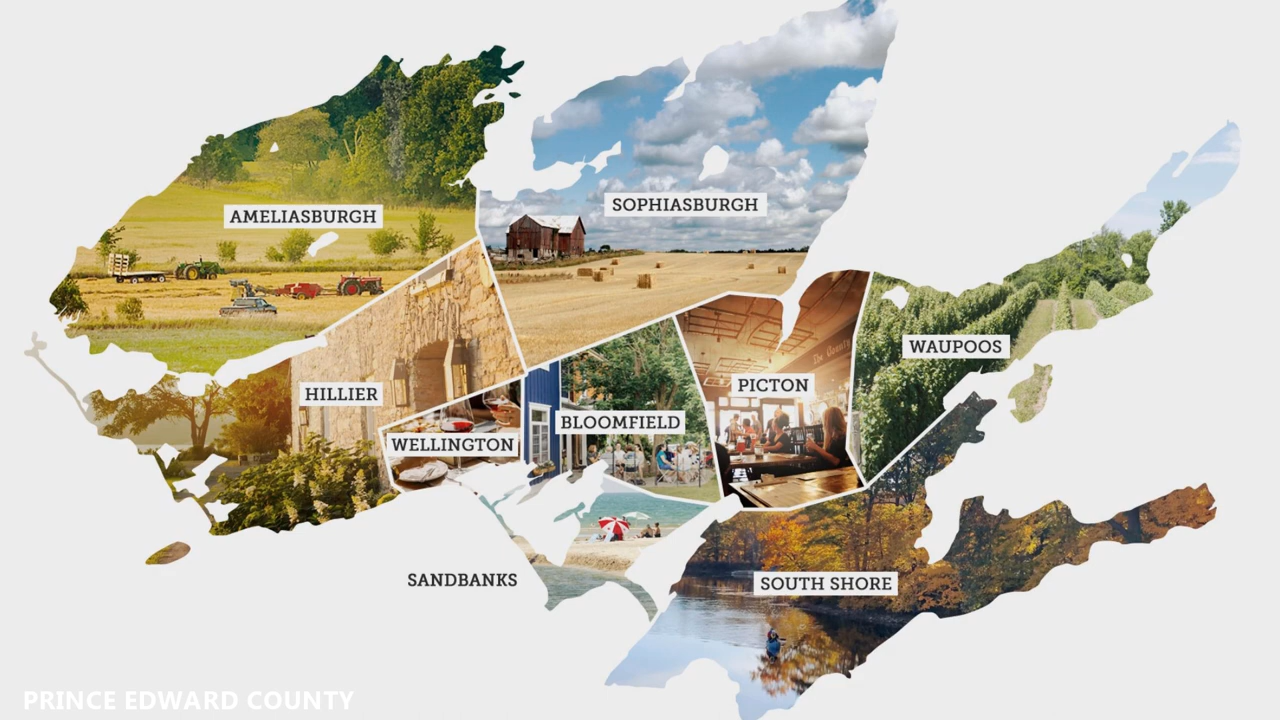 SOPHIASBURGH
AMELIASBURGH
WAUPOOS
PICTON
HILLIER
BLOOMFIELD
WELLINGTON
SANDBANKS
SOUTH SHORE
PRINCE EDWARD COUNTY